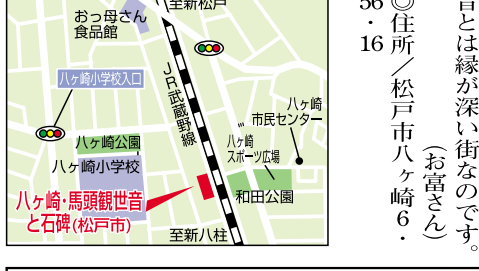 音とは縁が深い街なのです。
(お富さん)
◎住所／松戸市八ヶ崎6・
56・16
至新松戸
おっ母さん
食品館
八ヶ崎小学校入口
JR武蔵野線
八ヶ崎
市民センター
八ヶ崎
スポーツ広場
八ヶ崎公園
八ヶ崎小学校
和田公園
八ヶ崎・馬頭観世音
と石碑(松戸市)
至新八柱